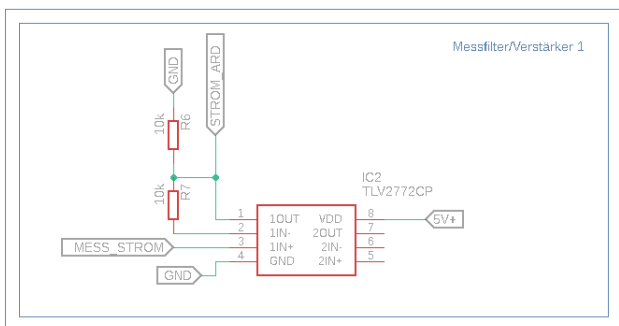 Messfilter/Verstärker 1
GND
STROM_ARD
10k
R6
10k
R7
IC2
TLV2772CP
1 1OUT VDD 8
2 1IN- 2OUT 7
3 1IN+ 2IN- 6
4 GND 2IN+ 5
5V+
MESS_STROM
GND